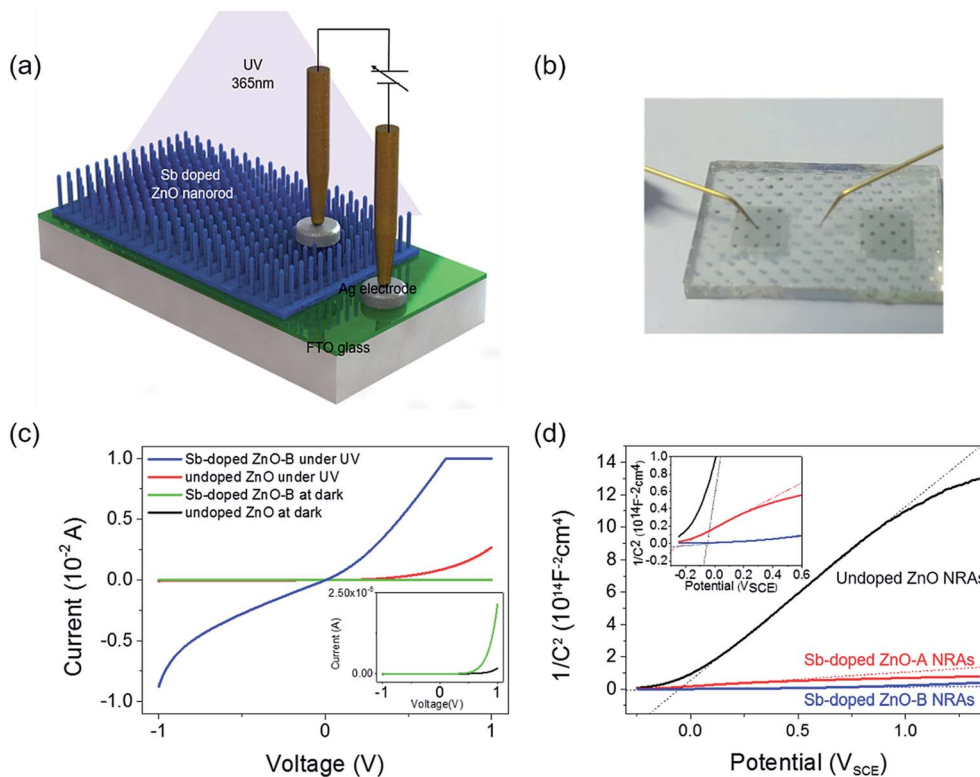 (a)
UV
365nm
Sb doped
ZnO nanorod
Ag electrode
FTO glass
(b)
(c)
Current (10⁻² A)
1.0
0.5
0.0
-0.5
-1.0
Sb-doped ZnO-B under UV
undoped ZnO under UV
Sb-doped ZnO-B at dark
undoped ZnO at dark
2.50x10⁻⁵
Current (A)
0.00
-1 0 1
Voltage(V)
-1 0 1
Voltage (V)
(d)
1/C² (10¹⁴F⁻²cm⁴)
14
12
10
8
6
4
2
0
1/C² (10¹⁴F⁻²cm⁴)
1.0
0.8
0.6
0.4
0.2
0.0
-0.2
-0.2 0.0 0.2 0.4 0.6
Potential (V_SCE)
Undoped ZnO NRAs
Sb-doped ZnO-A NRAs
Sb-doped ZnO-B NRAs
0.0 0.5 1.0
Potential (V_SCE)